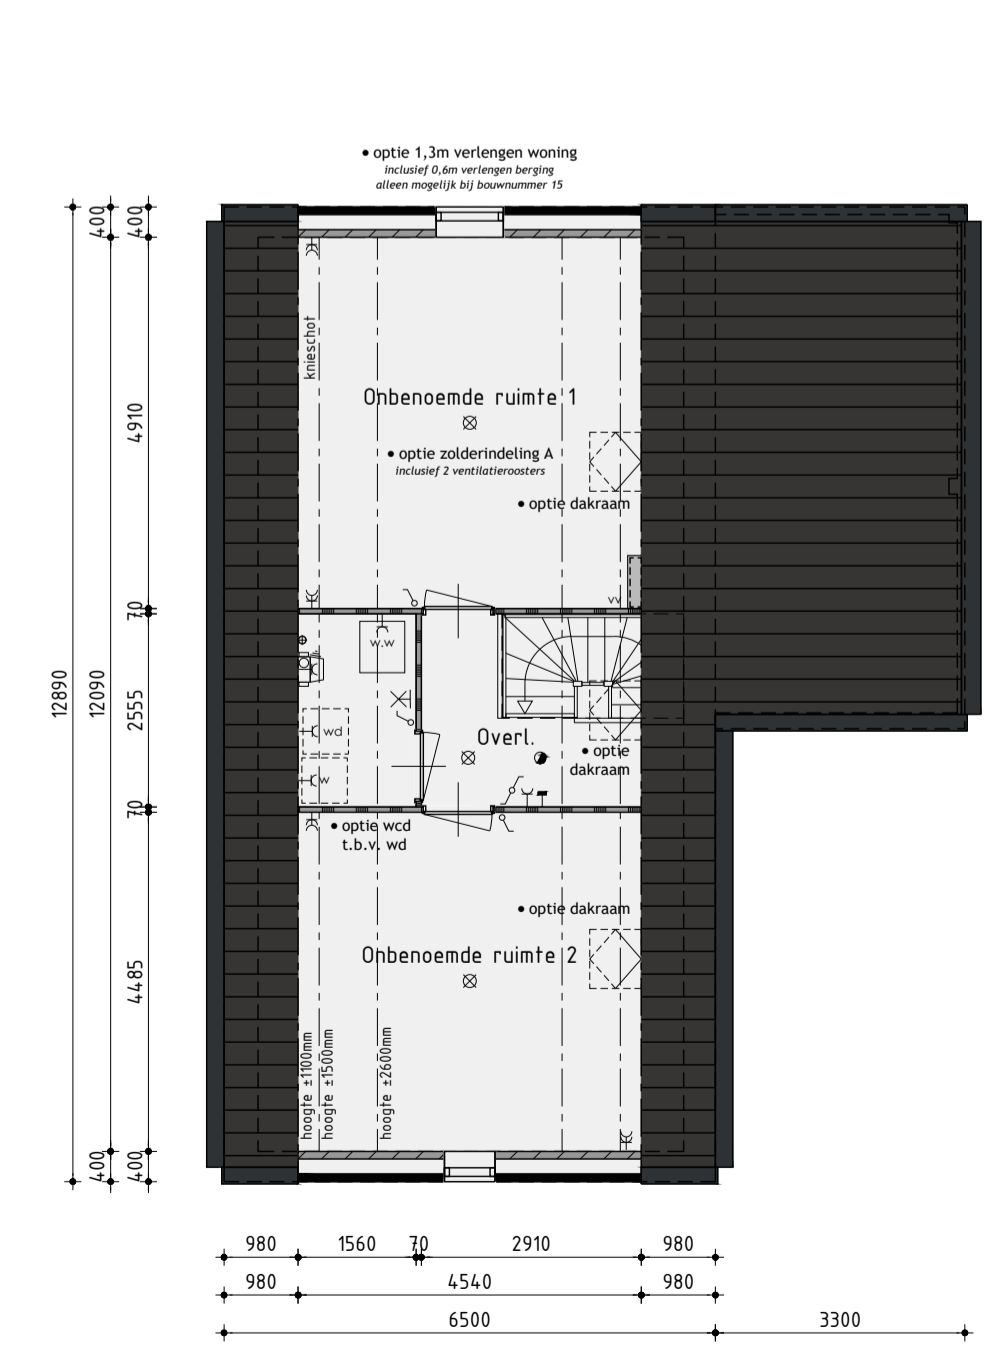 • optie 1,3m verlengen woning
inclusief 0,6m verlengen berging
alleen mogelijk bij bouwnummer 15
400
400
knieschot
Onbenoemde ruimte 1
• optie zolderindeling A
inclusief 2 ventilatieroosters
• optie dakraam
4910
vv
70
w.w
12890
12090
2555
wd
w
Overl.
• optie
dakraam
70
• optie wcd
t.b.v. wd
• optie dakraam
Onbenoemde ruimte 2
4485
hoogte ±1100mm
hoogte ±1500mm
hoogte ±2600mm
400
400
980
1560
70
2910
980
980
4540
980
6500
3300